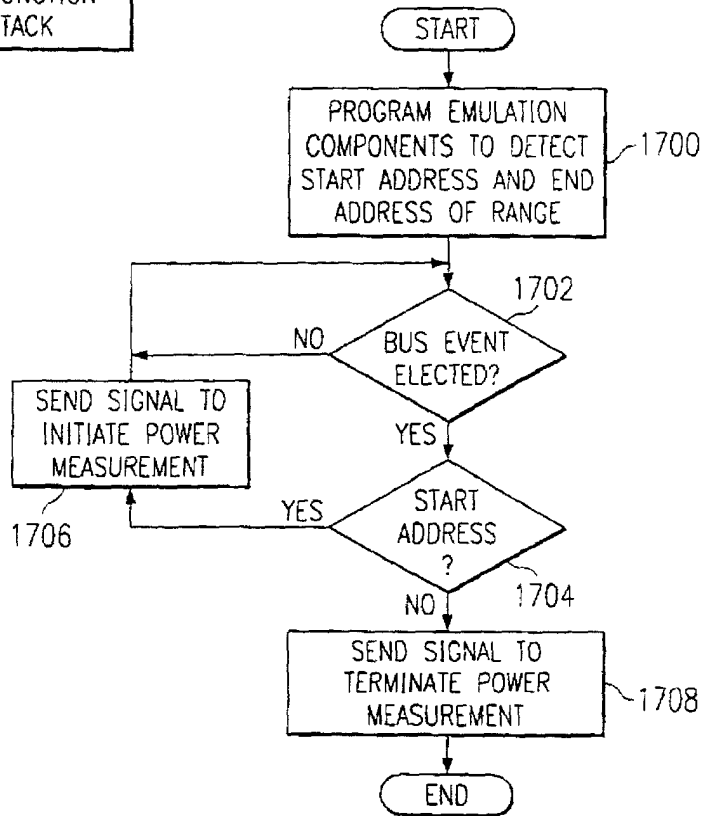 TACK
START
PROGRAM EMULATION
COMPONENTS TO DETECT
START ADDRESS AND END
ADDRESS OF RANGE
1700
1702
NO
BUS EVENT
ELECTED?
YES
SEND SIGNAL TO
INITIATE POWER
MEASUREMENT
1706
YES
START
ADDRESS
?
1704
NO
SEND SIGNAL TO
TERMINATE POWER
MEASUREMENT
1708
END